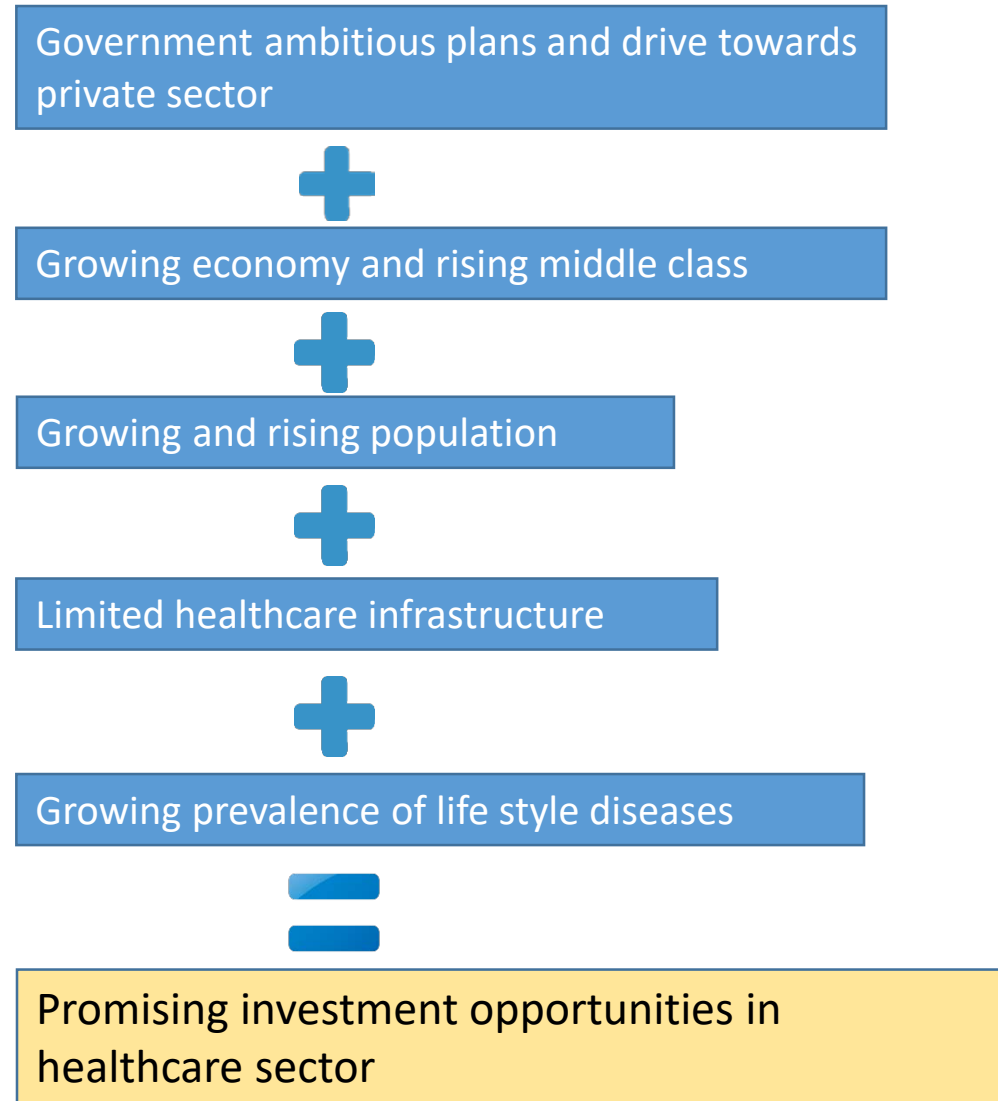 Government ambitious plans and drive towards
private sector
Growing economy and rising middle class
Growing and rising population
Limited healthcare infrastructure
Growing prevalence of life style diseases
Promising investment opportunities in
healthcare sector